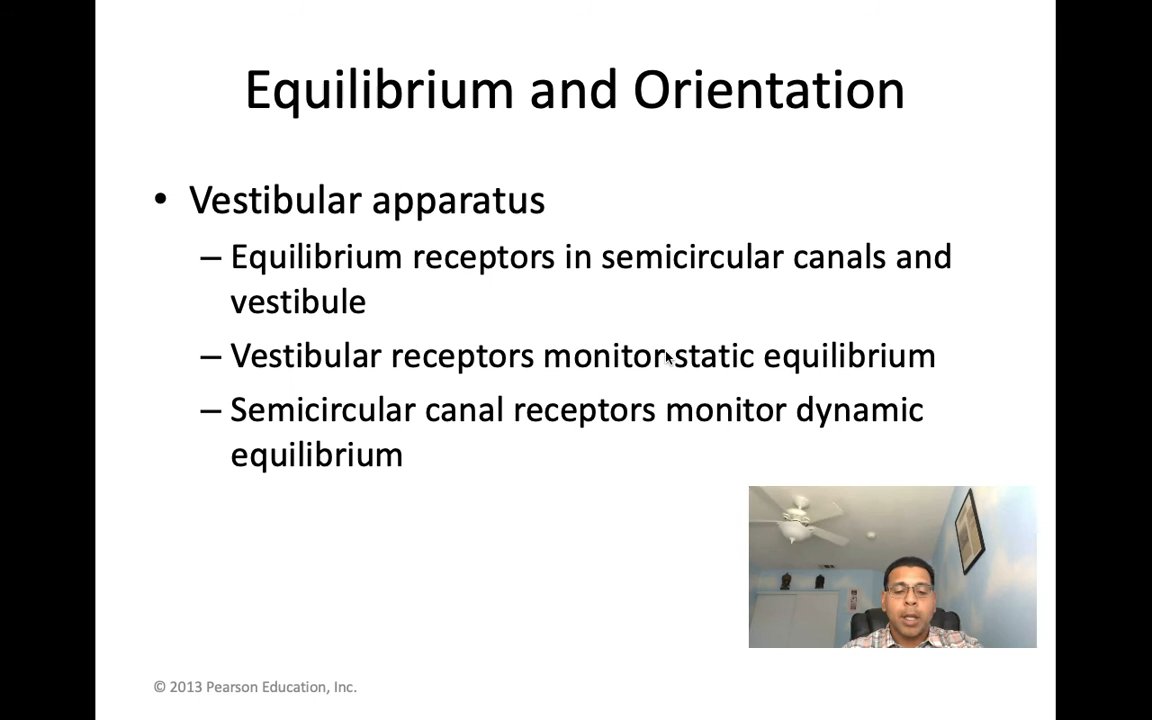 Equilibrium and Orientation
• Vestibular apparatus
– Equilibrium receptors in semicircular canals and
vestibule
– Vestibular receptors monitor static equilibrium
– Semicircular canal receptors monitor dynamic
equilibrium
© 2013 Pearson Education, Inc.